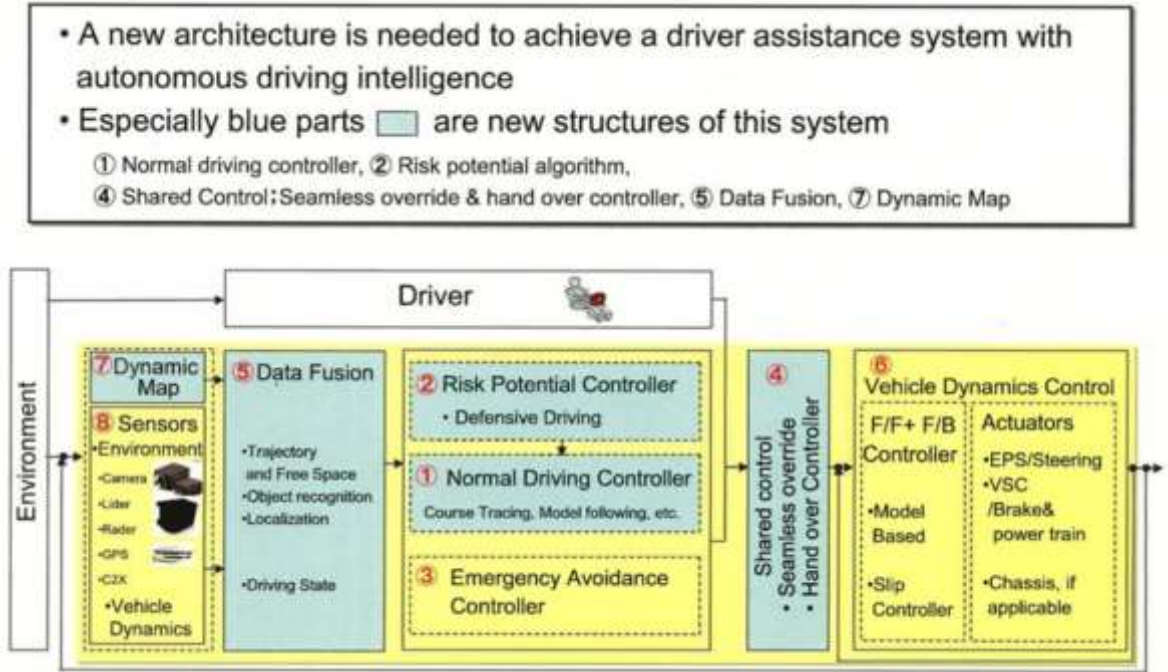 • A new architecture is needed to achieve a driver assistance system with
autonomous driving intelligence
• Especially blue parts are new structures of this system
① Normal driving controller, ② Risk potential algorithm,
④ Shared Control:Seamless override & hand over controller, ⑤ Data Fusion, ⑦ Dynamic Map
Environment
Driver
⑦ Dynamic
Map
⑧ Sensors
•Environment
•Camera
•Lider
•Rader
•GPS
•C2X
•Vehicle
Dynamics
⑤ Data Fusion
•Trajectory
and Free Space
•Object recognition
•Localization
•Driving State
② Risk Potential Controller
• Defensive Driving
① Normal Driving Controller
Course Tracing, Model following, etc.
③ Emergency Avoidance
Controller
④
Shared control
• Seamless override
• Hand over Controller
⑥
Vehicle Dynamics Control
F/F+ F/B
Controller
•Model
Based
•Slip
Controller
Actuators
•EPS/Steering
•VSC
/Brake&
power train
•Chassis, if
applicable